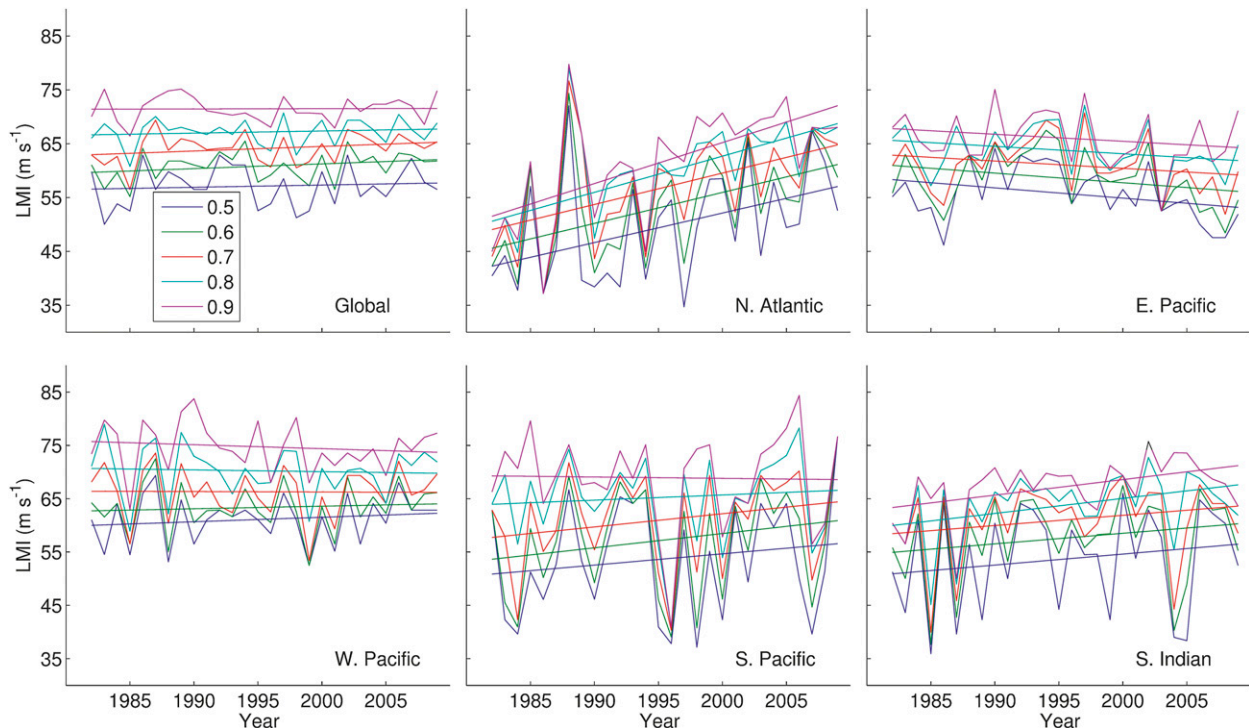 85
75
65
55
45
35
LMI (m s⁻¹)
0.5
0.6
0.7
0.8
0.9
Global
N. Atlantic
E. Pacific
85
75
65
55
45
35
LMI (m s⁻¹)
W. Pacific
S. Pacific
S. Indian
1985 1990 1995 2000 2005
1985 1990 1995 2000 2005
1985 1990 1995 2000 2005
Year
Year
Year